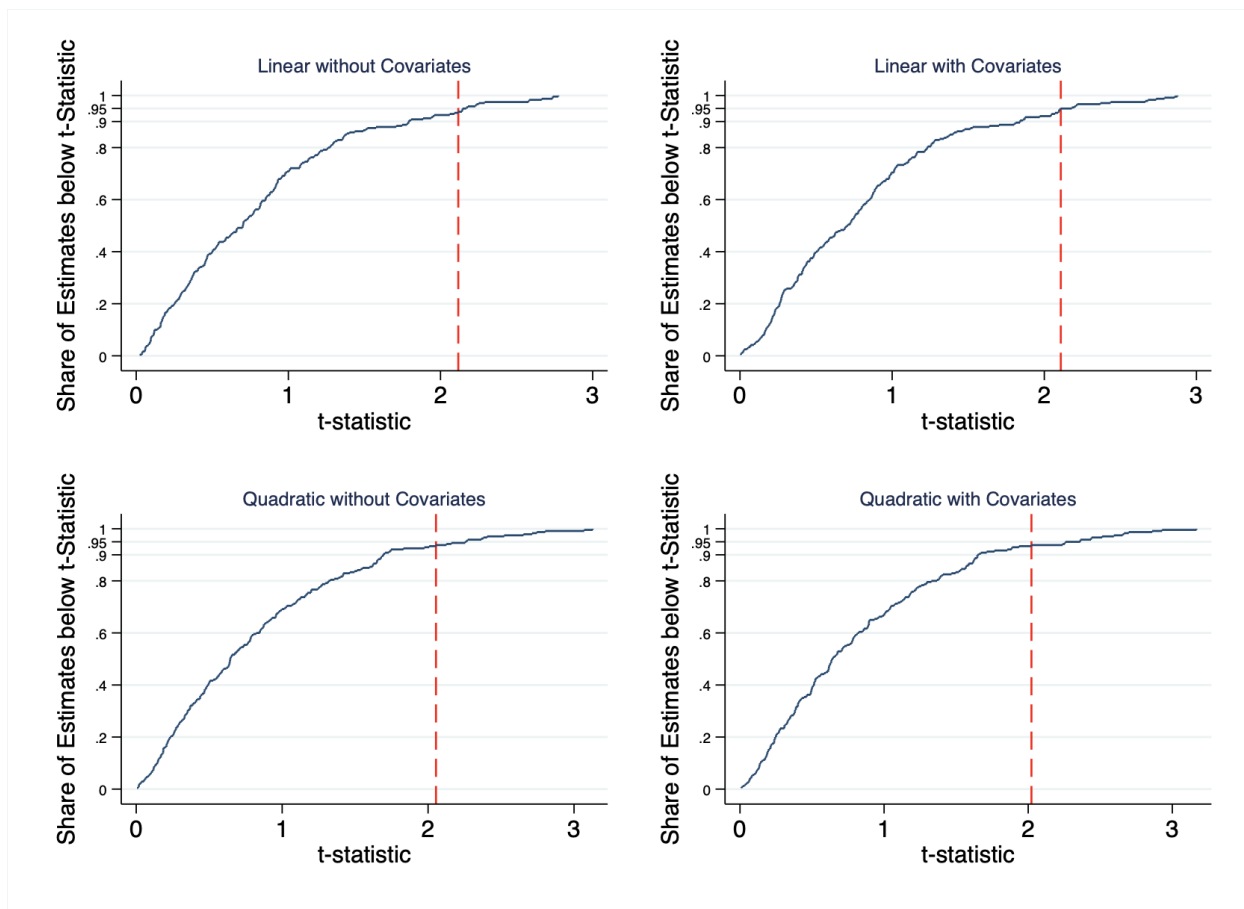 Linear without Covariates
Share of Estimates below t-Statistic
1
.95
.9
.8
.6
.4
.2
0
0 1 2 3
t-statistic
Linear with Covariates
Share of Estimates below t-Statistic
1
.95
.9
.8
.6
.4
.2
0
0 1 2 3
t-statistic
Quadratic without Covariates
Share of Estimates below t-Statistic
1
.95
.9
.8
.6
.4
.2
0
0 1 2 3
t-statistic
Quadratic with Covariates
Share of Estimates below t-Statistic
1
.95
.9
.8
.6
.4
.2
0
0 1 2 3
t-statistic